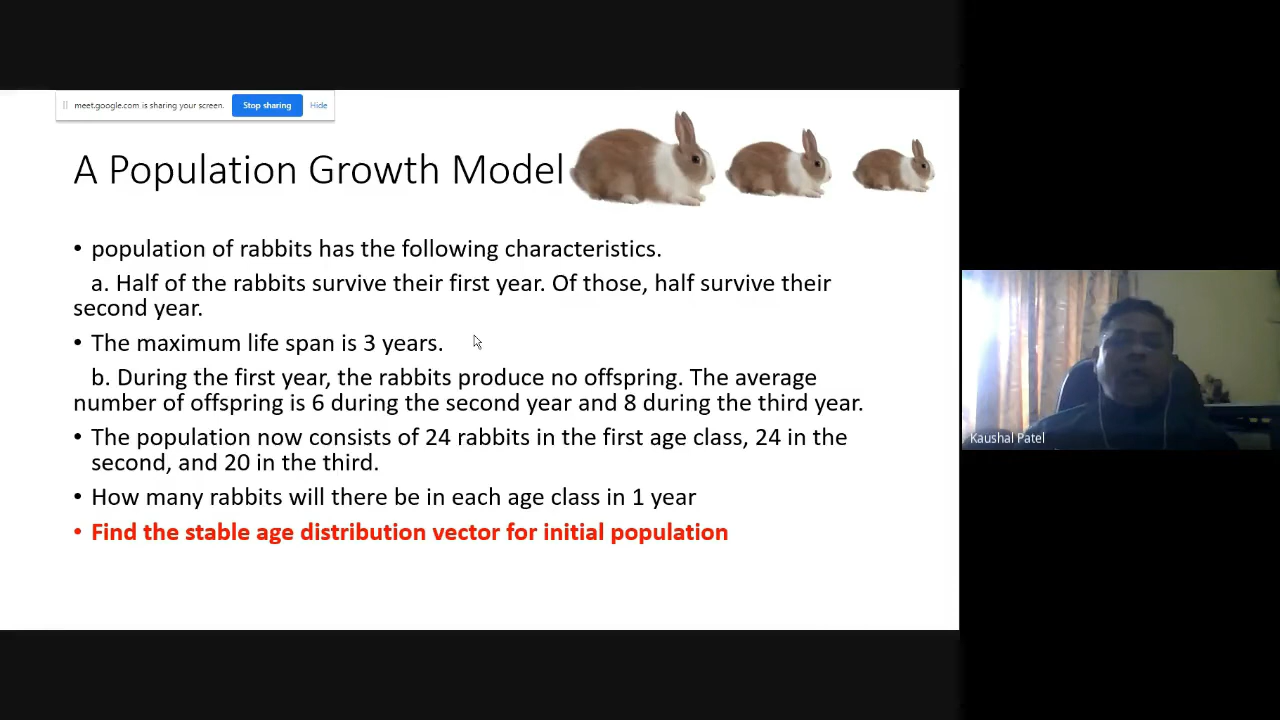 meet.google.com is sharing your screen. Stop sharing Hide
A Population Growth Model
• population of rabbits has the following characteristics.
a. Half of the rabbits survive their first year. Of those, half survive their
second year.
• The maximum life span is 3 years.
b. During the first year, the rabbits produce no offspring. The average
number of offspring is 6 during the second year and 8 during the third year.
• The population now consists of 24 rabbits in the first age class, 24 in the
second, and 20 in the third.
• How many rabbits will there be in each age class in 1 year
• Find the stable age distribution vector for initial population
Kaushal Patel